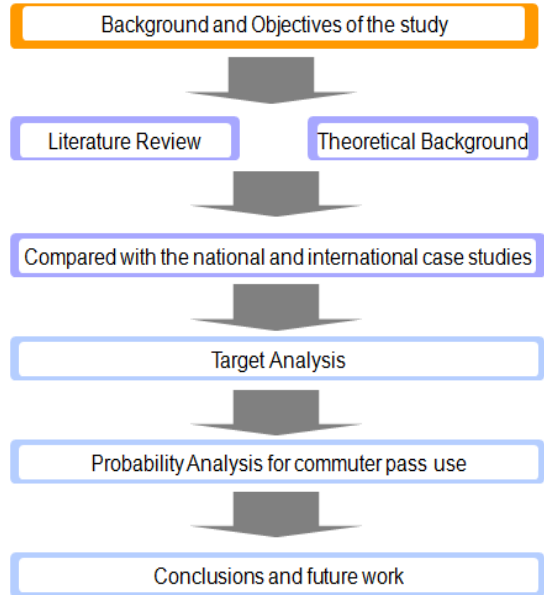 Background and Objectives of the study
Literature Review
Theoretical Background
Compared with the national and international case studies
Target Analysis
Probability Analysis for commuter pass use
Conclusions and future work